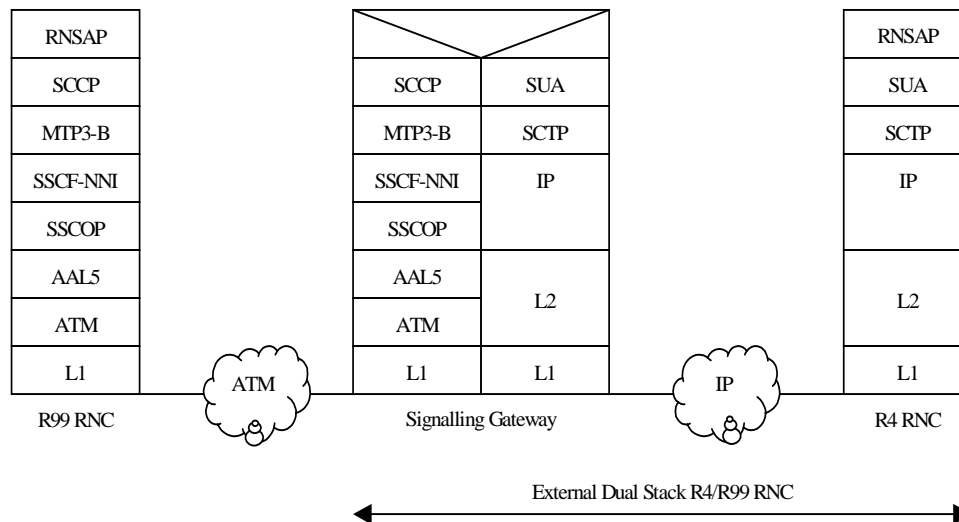 RNSAP
SCCP
MTP3-B
SSCF-NNI
SSCOP
AAL5
ATM
L1
R99 RNC
ATM
SCCP
MTP3-B
SSCF-NNI
SSCOP
AAL5
ATM
L1
SUA
SCTP
IP
L2
L1
Signalling Gateway
IP
RNSAP
SUA
SCTP
IP
L2
L1
R4 RNC
External Dual Stack R4/R99 RNC